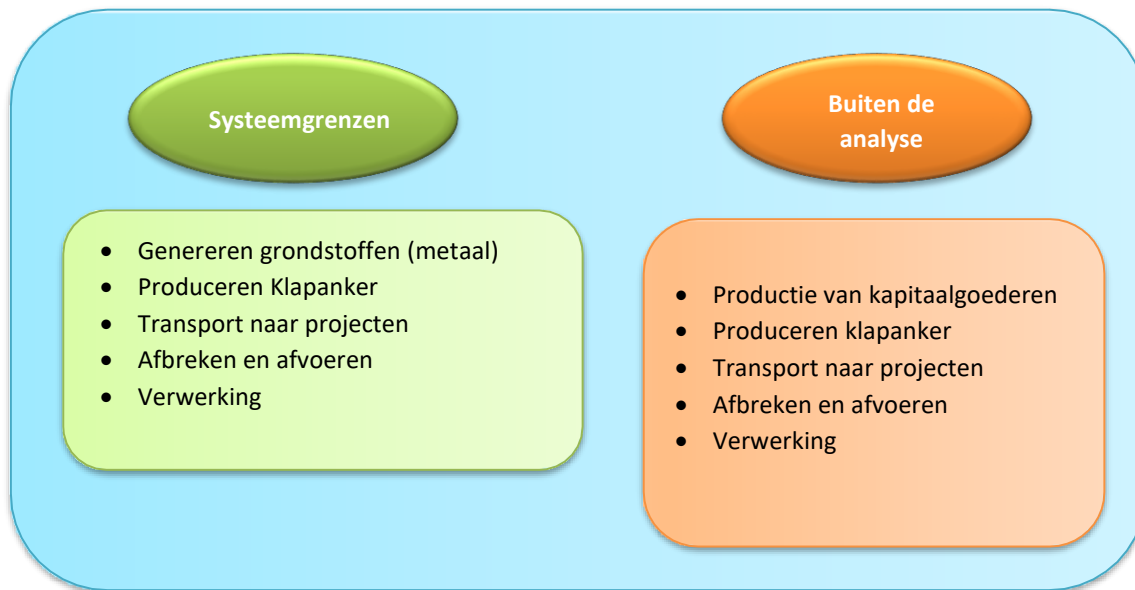 Systeemgrenzen
• Genereren grondstoffen (metaal)
• Produceren Klapanker
• Transport naar projecten
• Afbreken en afvoeren
• Verwerking
Buiten de
analyse
• Productie van kapitaalgoederen
• Produceren klapanker
• Transport naar projecten
• Afbreken en afvoeren
• Verwerking